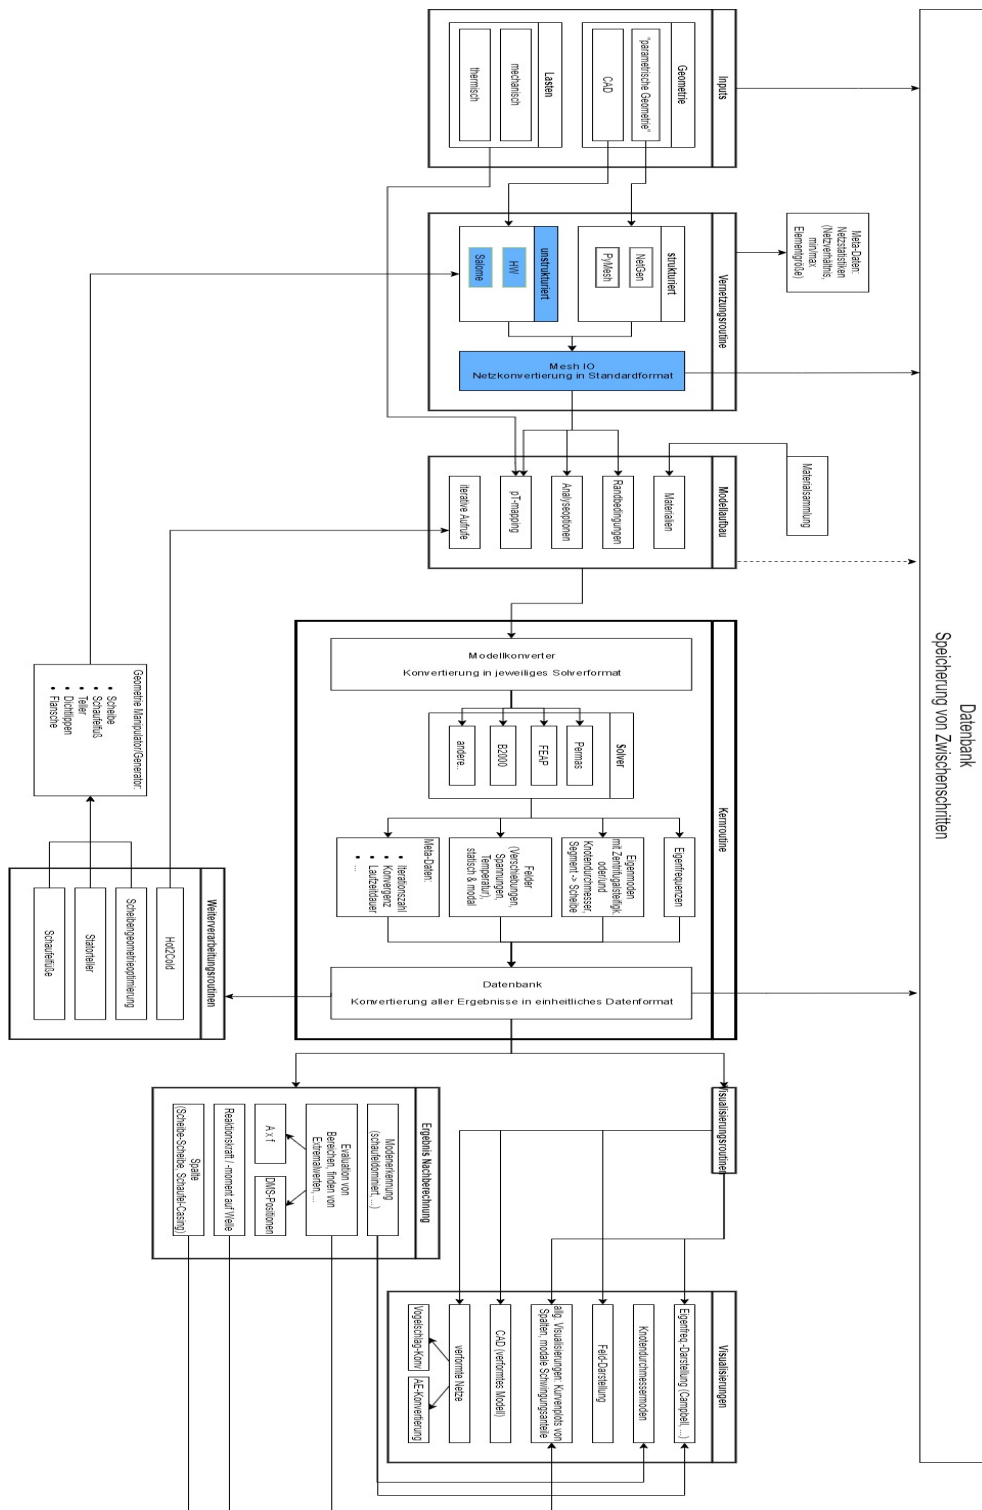 Datenbank
Speicherung von Zwischenschritten
Inputs
Geometrie
"parametrische Geometrie"
CAD
Lasten
mechanisch
thermisch
Meta-Daten:
Netzstatistiken
(Netzverhältnis,
min/max
Elementgröße)
Vernetzungsroutine
strukturiert
NetGen
PyMesh
unstrukturiert
HW
Salome
Mesh IO
Netzkonvertierung in Standardformat
Materialsammlung
Modellaufbau
Materialien
Randbedingungen
Analyseoptionen
pT-mapping
iterative Aufrufe
Kernroutine
Modellkonverter
Konvertierung in jeweiliges Solverformat
Solver
Permas
FEAP
B2000
andere..
Eigenfrequenzen
Eigenmoden
mit Zentrifugalsteifigk.
oder/und
Knotendurchmesser,
Segment -> Scheibe
Felder
(Verschiebungen,
Spannungen,
Temperatur),
statisch & modal
Meta-Daten:
• Iterationszahl
• Konvergenz
• Laufzeitdauer
• ...
Datenbank
Konvertierung aller Ergebnisse in einheitliches Datenformat
Geometrie Manipulator/Generator:
• Scheibe
• Schaufelfuß
• Teller
• Dichtlippen
• Flansche
Weiterverarbeitungsroutinen
Hot2Cold
Scheibengeometrieoptimierung
Statorteller
Schaufelfüße
Visualisierungsroutinen
Ergebnis Nachberechnung
Modenerkennung
(schaufeldominiert, ...)
Evaluation von
Bereichen, finden von
Extremalwerten, ...
A x f
DMS-Positionen
Reaktionskraft / -moment auf Welle
Spalte
(Scheibe-Scheibe, Schaufel-Casing)
Visualisierungen
Eigenfreq.-Darstellung (Campbell, ...)
Knotendurchmessermoden
Feld-Darstellung
allg. Visualisierungen: Kurvenplots von
Spalten, modale Schwingungsanteile
CAD (verformtes Modell)
verformte Netze
Vogelschlag-Konv
AE-Konvertierung